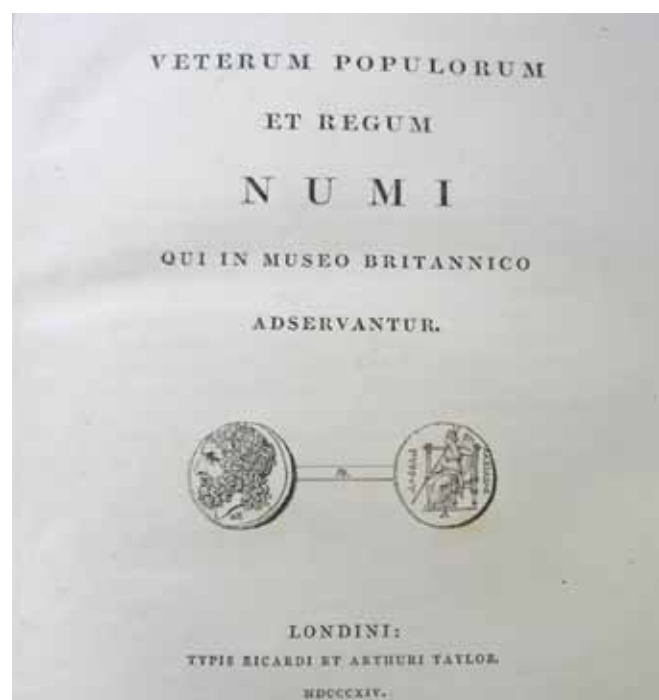 VETERUM POPULORUM
ET REGUM
NUMI
QUI IN MUSEO BRITANNICO
ADSERVANTUR.
LONDINI:
TYPIS RICARDI ET ARTHURI TAYLOR.
MDCCCXIV.